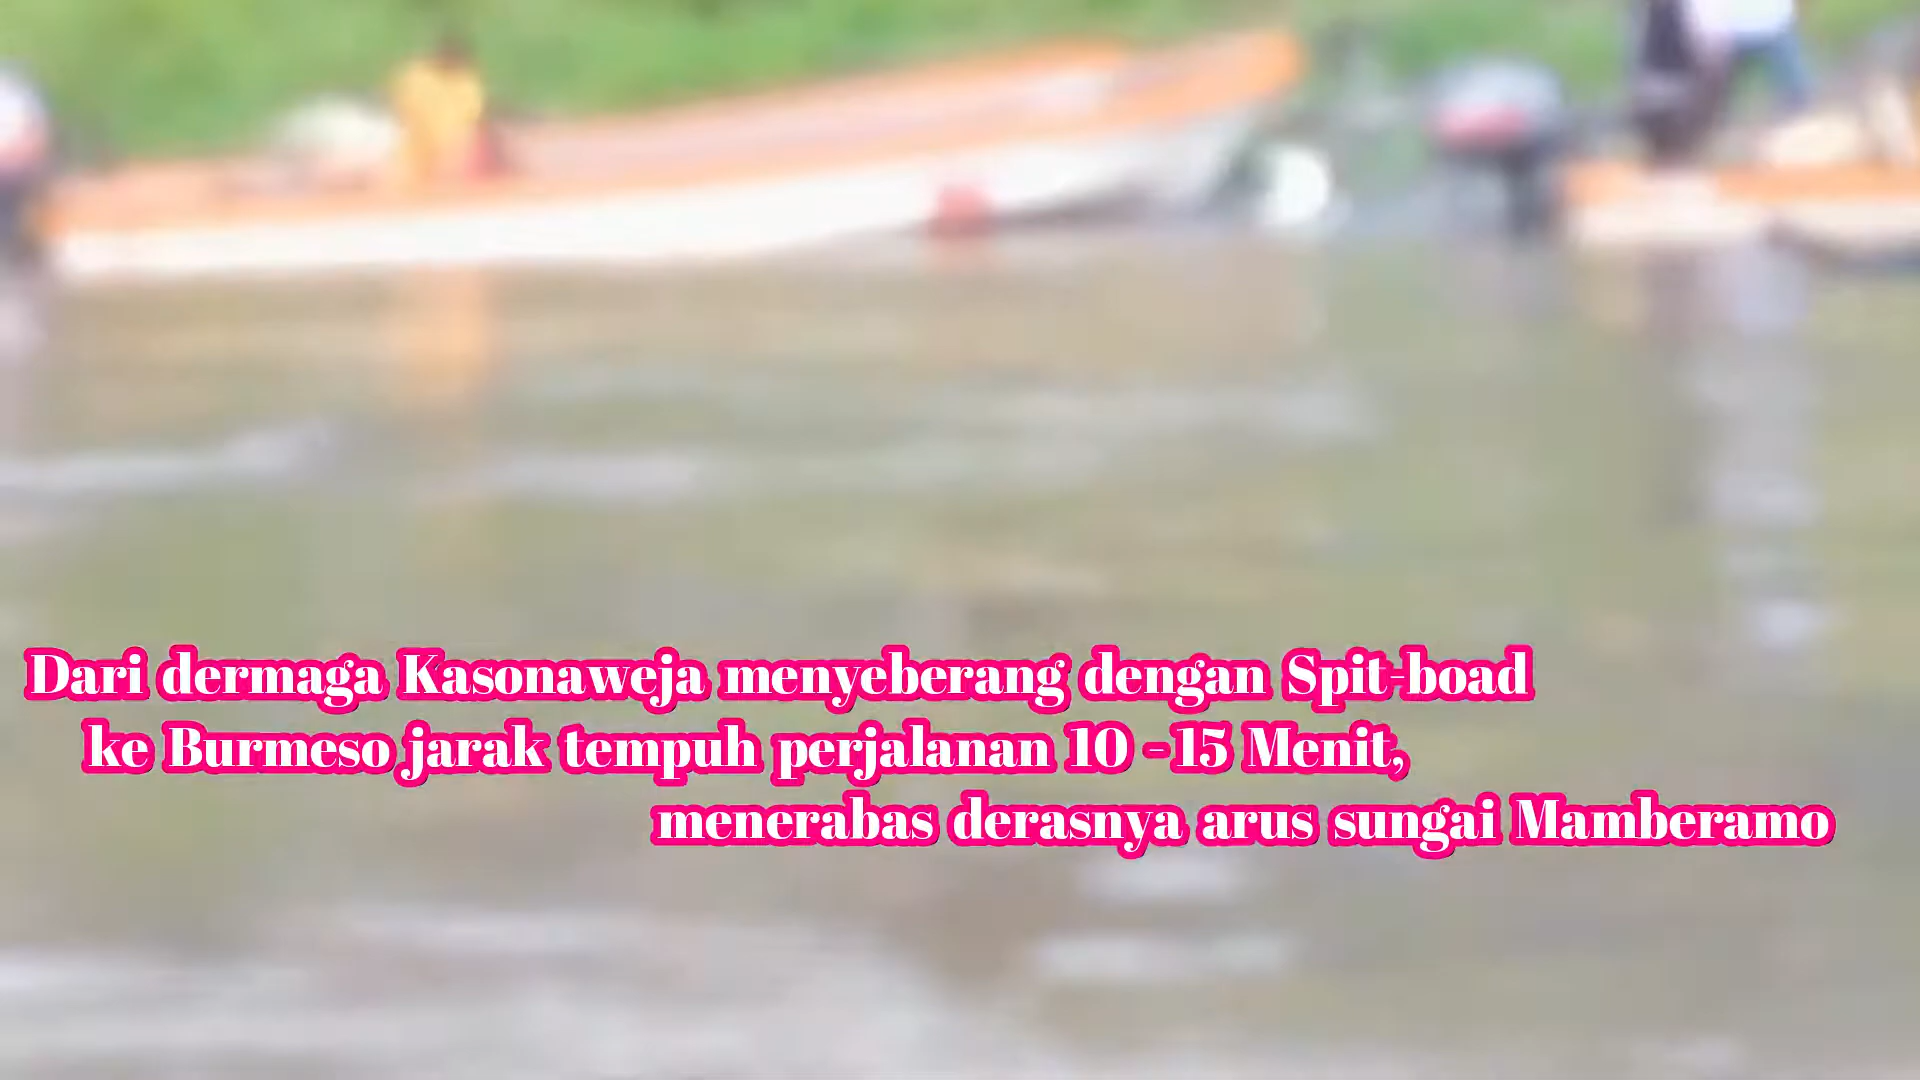 Dari dermaga Kasonaweja menyeberang dengan Spit-boad
ke Burmeso jarak tempuh perjalanan 10 -15 Menit,
menerabas derasnya arus sungai Mamberamo